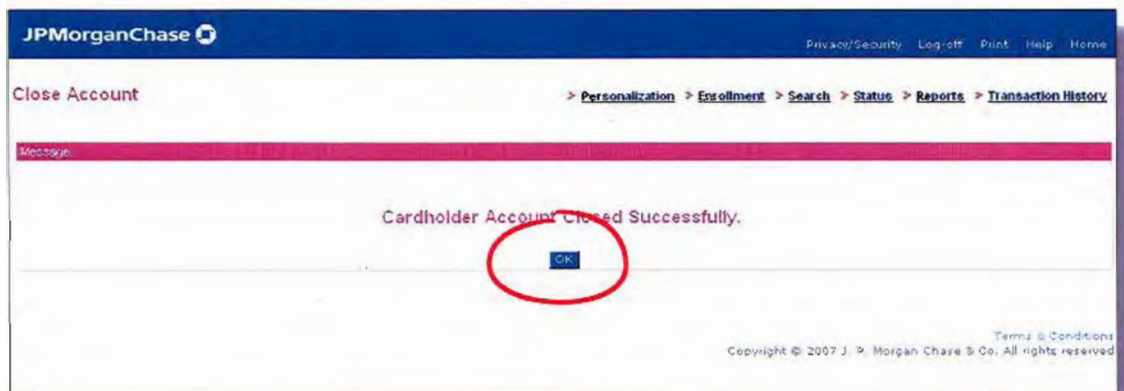 JPMorganChase
Privacy/Security Log-off Print Help Home
Close Account
> Personalization > Enrollment > Search > Status > Reports > Transaction History
Message
Cardholder Account Closed Successfully.
OK
Terms & Conditions
Copyright © 2007 J. P. Morgan Chase & Co. All rights reserved